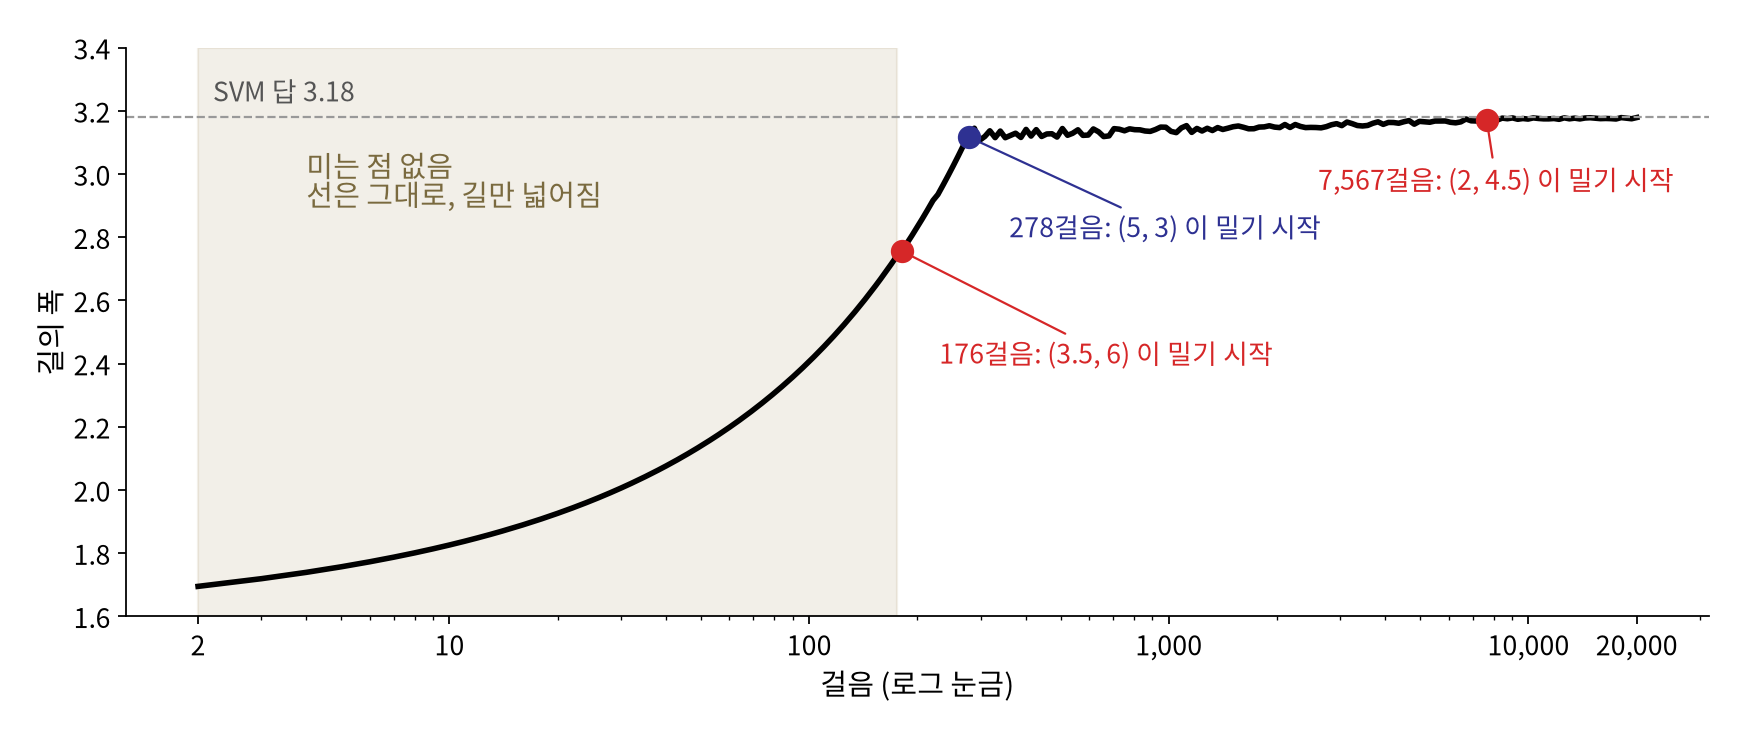 3.4
SVM 답 3.18
3.2
미는 점 없음
선은 그대로, 길만 넓어짐
3.0
7,567걸음: (2, 4.5) 이 밀기 시작
278걸음: (5, 3) 이 밀기 시작
2.8
2.6
176걸음: (3.5, 6) 이 밀기 시작
2.4
2.2
2.0
1.8
1.6
길의 폭
2 10 100 1,000 10,000 20,000
걸음 (로그 눈금)